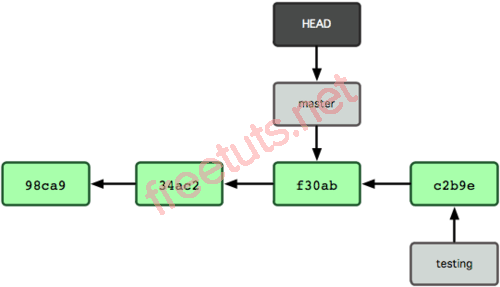 HEAD
master
98ca9
34ac2
f30ab
c2b9e
testing
freetuts.net